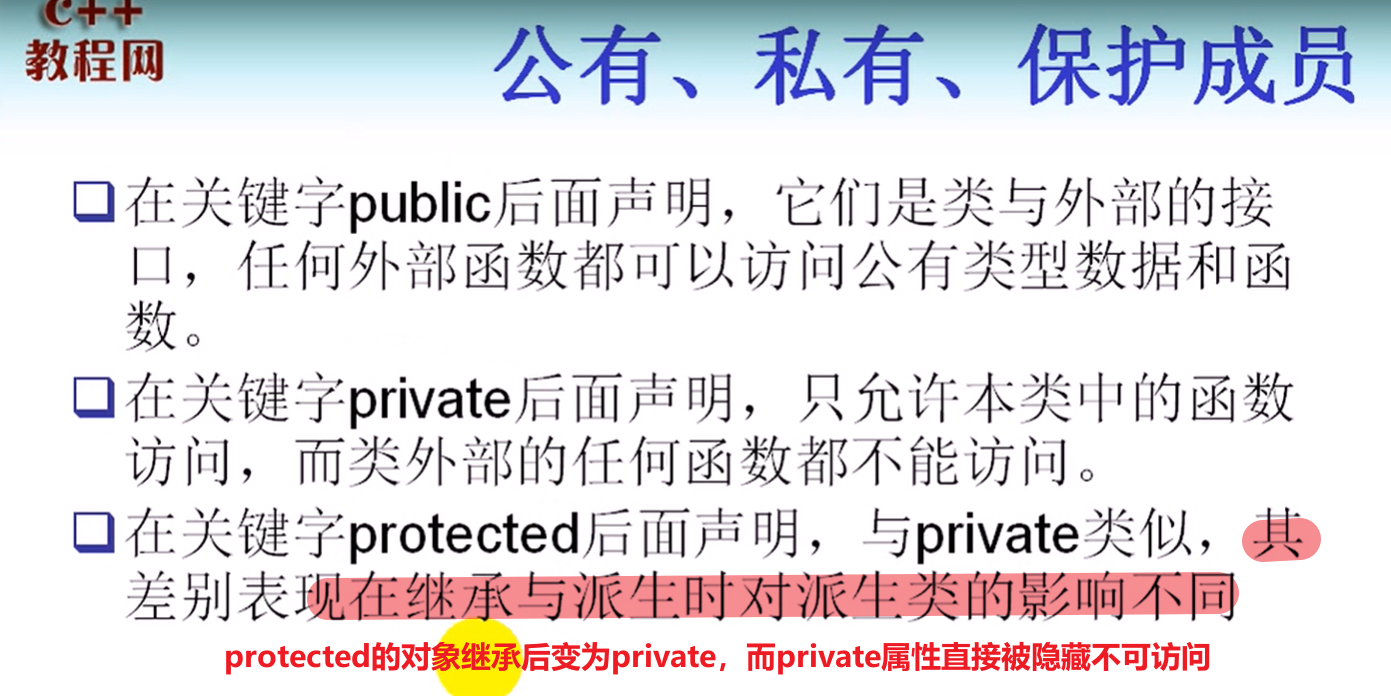 c++
教程网
公有、私有、保护成员
在关键字public后面声明，它们是类与外部的接
口，任何外部函数都可以访问公有类型数据和函
数。
在关键字private后面声明，只允许本类中的函数
访问，而类外部的任何函数都不能访问。
在关键字protected后面声明，与private类似，其
差别表现在继承与派生时对派生类的影响不同
protected的对象继承后变为private，而private属性直接被隐藏不可访问